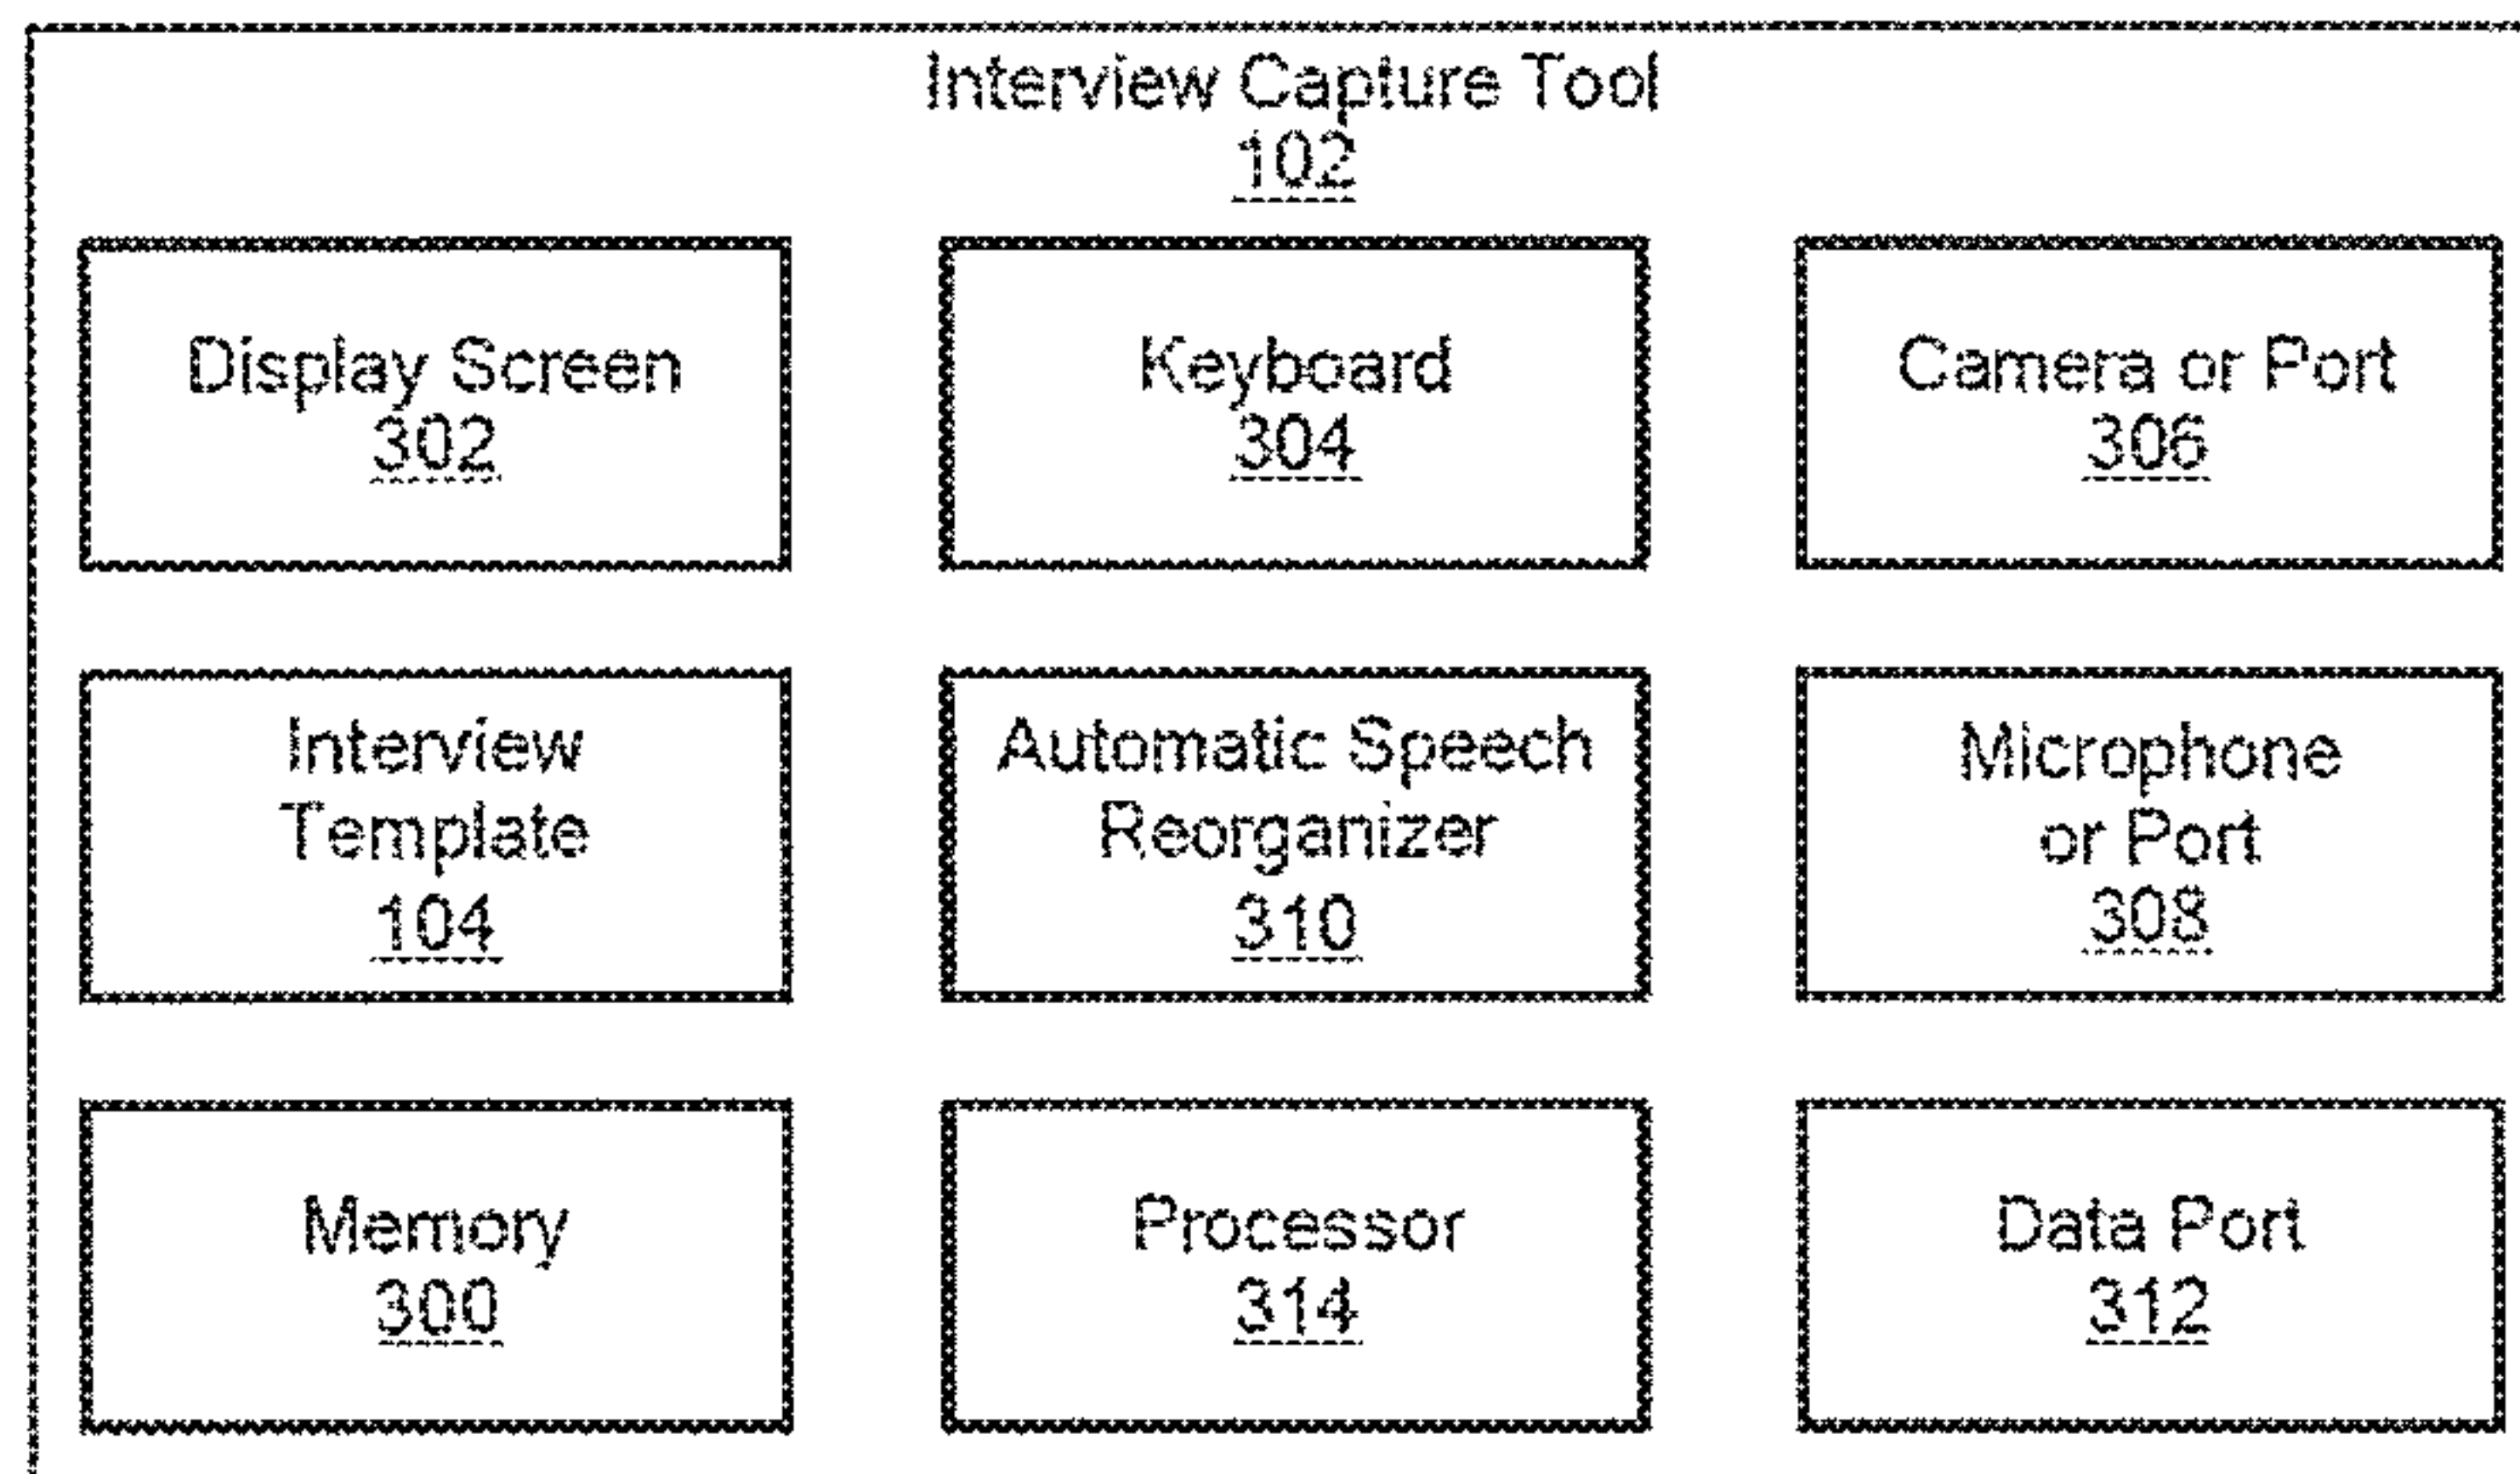 Interview Capture Tool
102
Display Screen
302
Keyboard
304
Camera or Port
306
Interview
Template
104
Automatic Speech
Reorganizer
310
Microphone
or Port
308
Memory
300
Processor
314
Data Port
312